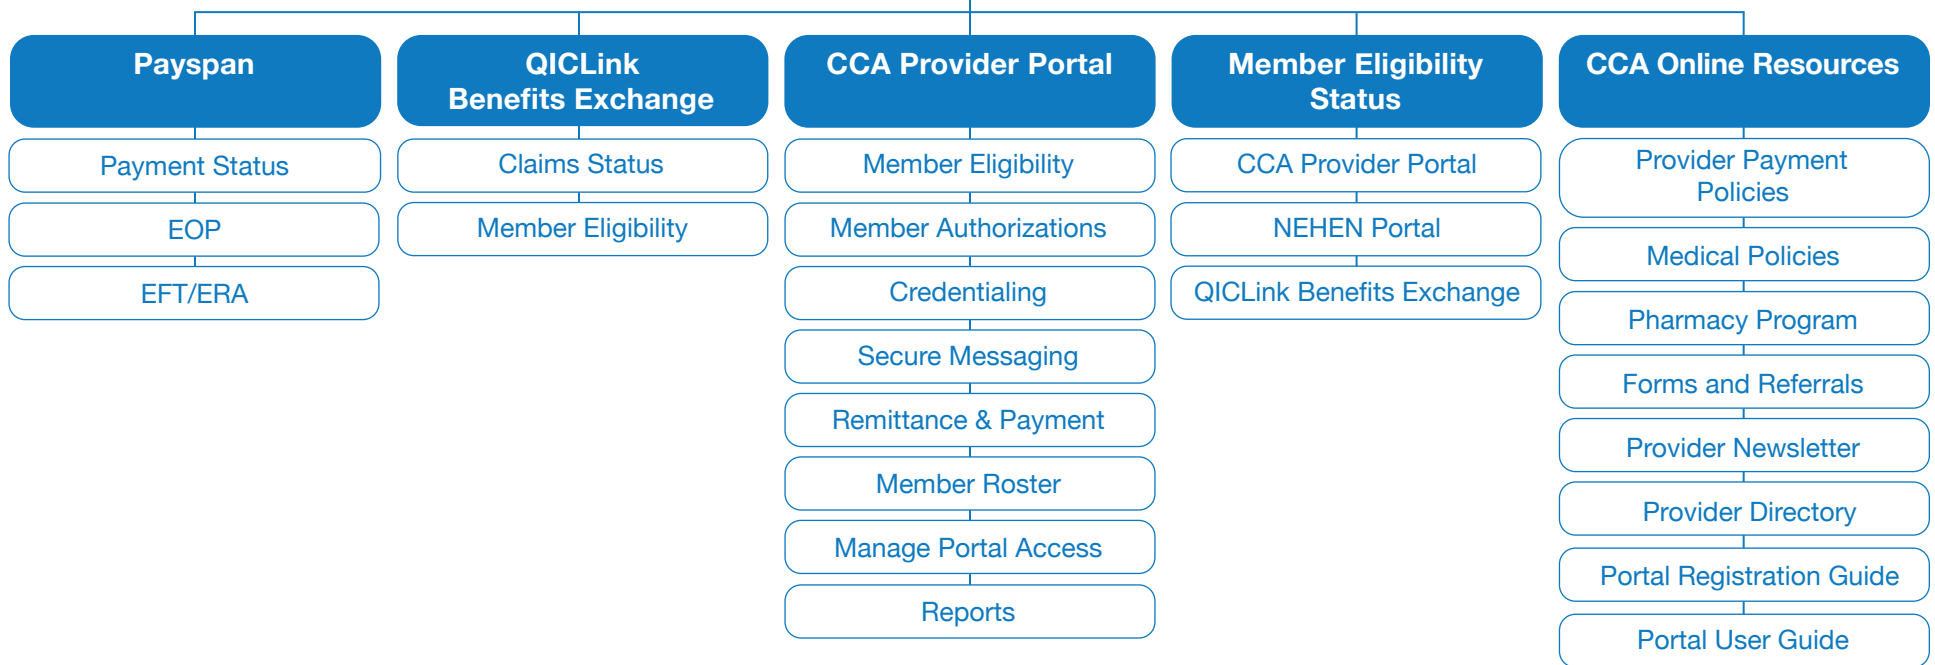 Payspan
Payment Status
EOP
EFT/ERA
QICLink
Benefits Exchange
Claims Status
Member Eligibility
CCA Provider Portal
Member Eligibility
Member Authorizations
Credentialing
Secure Messaging
Remittance & Payment
Member Roster
Manage Portal Access
Reports
Member Eligibility
Status
CCA Provider Portal
NEHEN Portal
QICLink Benefits Exchange
CCA Online Resources
Provider Payment
Policies
Medical Policies
Pharmacy Program
Forms and Referrals
Provider Newsletter
Provider Directory
Portal Registration Guide
Portal User Guide